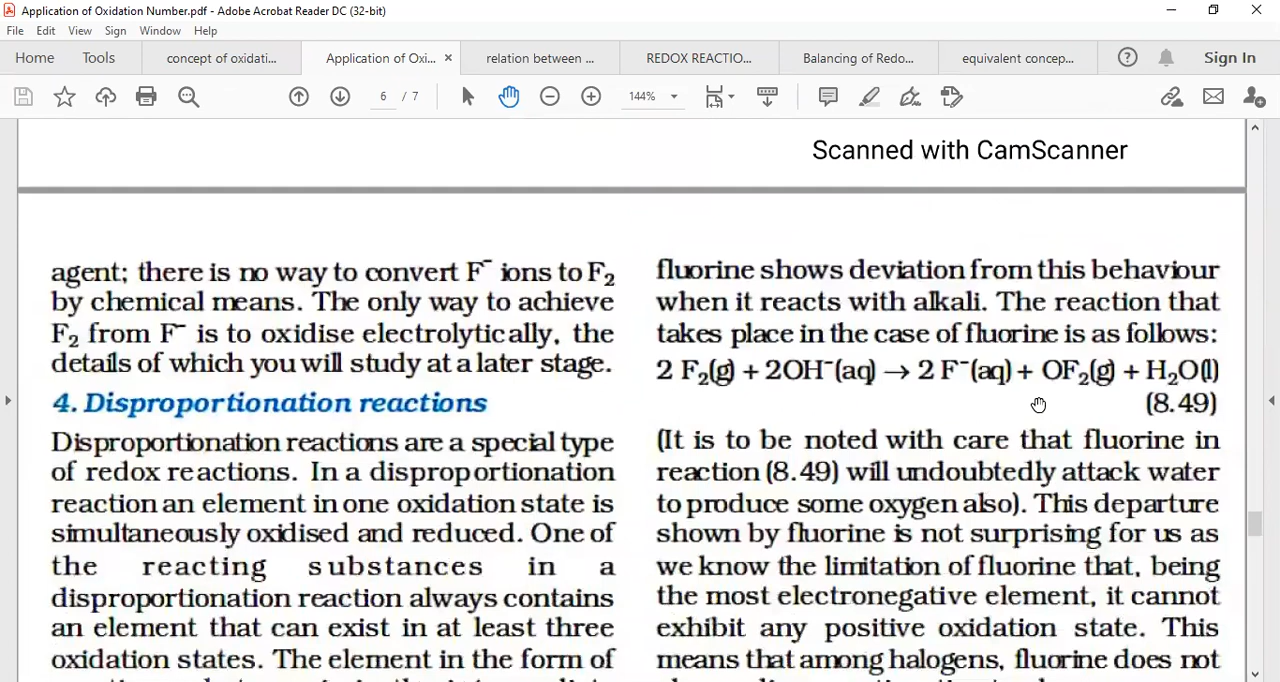 Application of Oxidation Number.pdf - Adobe Acrobat Reader DC (32-bit)
File Edit View Sign Window Help
Home Tools concept of oxidati... Application of Oxi... × relation between ... REDOX REACTIO... Balancing of Redo... equivalent concep... Sign In
6 / 7 144%
Scanned with CamScanner
agent; there is no way to convert F⁻ ions to F₂
by chemical means. The only way to achieve
F₂ from F⁻ is to oxidise electrolytically, the
details of which you will study at a later stage.
4. Disproportionation reactions
Disproportionation reactions are a special type
of redox reactions. In a disproportionation
reaction an element in one oxidation state is
simultaneously oxidised and reduced. One of
the reacting substances in a
disproportionation reaction always contains
an element that can exist in at least three
oxidation states. The element in the form of
fluorine shows deviation from this behaviour
when it reacts with alkali. The reaction that
takes place in the case of fluorine is as follows:
2 F₂(g) + 2OH⁻(aq) → 2 F⁻(aq) + OF₂(g) + H₂O(l)
(8.49)
(It is to be noted with care that fluorine in
reaction (8.49) will undoubtedly attack water
to produce some oxygen also). This departure
shown by fluorine is not surprising for us as
we know the limitation of fluorine that, being
the most electronegative element, it cannot
exhibit any positive oxidation state. This
means that among halogens, fluorine does not